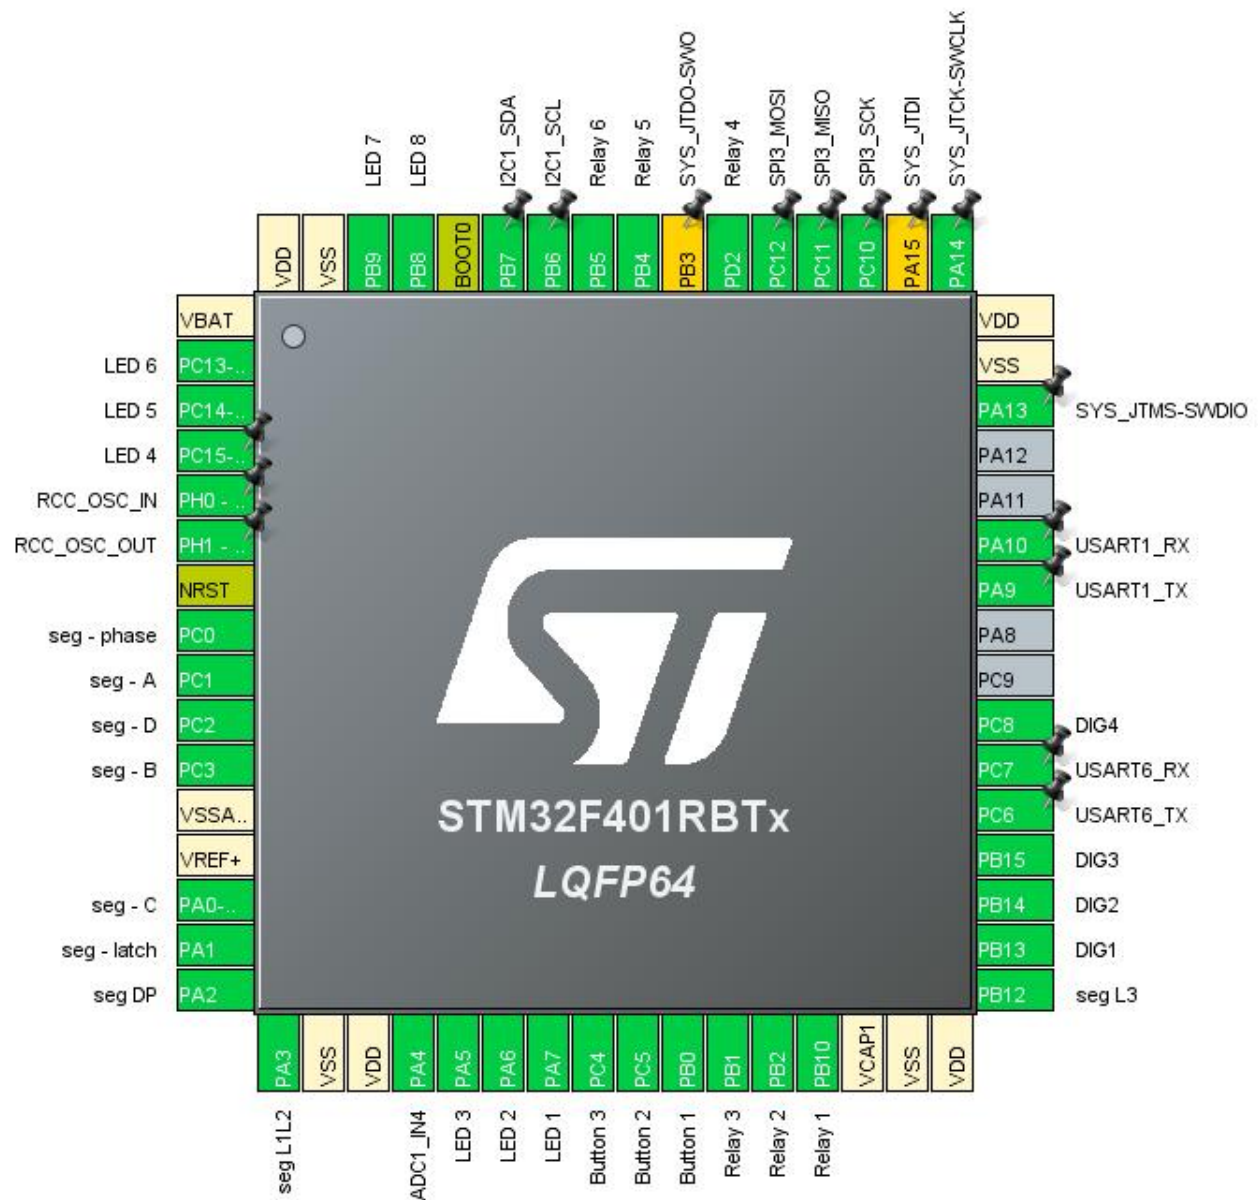 LED 7
LED 8
I2C1_SDA
I2C1_SCL
Relay 6
Relay 5
SYS_JTDO-SWO
Relay 4
SPI3_MOSI
SPI3_MISO
SPI3_SCK
SYS_JTDI
SYS_JTCK-SWCLK
VDD
VSS
PB9
PB8
BOOT0
PB7
PB6
PB5
PB4
PB3
PD2
PC12
PC11
PC10
PA15
PA14
VBAT
LED 6 PC13-..
LED 5 PC14-..
LED 4 PC15-..
RCC_OSC_IN PH0 - ..
RCC_OSC_OUT PH1 - ..
NRST
seg - phase PC0
seg - A PC1
seg - D PC2
seg - B PC3
VSSA..
VREF+
seg - C PA0-..
seg - latch PA1
seg DP PA2
STM32F401RBTx
LQFP64
VDD
VSS
PA13 SYS_JTMS-SWDIO
PA12
PA11
PA10 USART1_RX
PA9 USART1_TX
PA8
PC9
PC8 DIG4
PC7 USART6_RX
PC6 USART6_TX
PB15 DIG3
PB14 DIG2
PB13 DIG1
PB12 seg L3
PA3
VSS
VDD
PA4
PA5
PA6
PA7
PC4
PC5
PB0
PB1
PB2
PB10
VCAP1
VSS
VDD
seg L1L2
ADC1_IN4
LED 3
LED 2
LED 1
Button 3
Button 2
Button 1
Relay 3
Relay 2
Relay 1